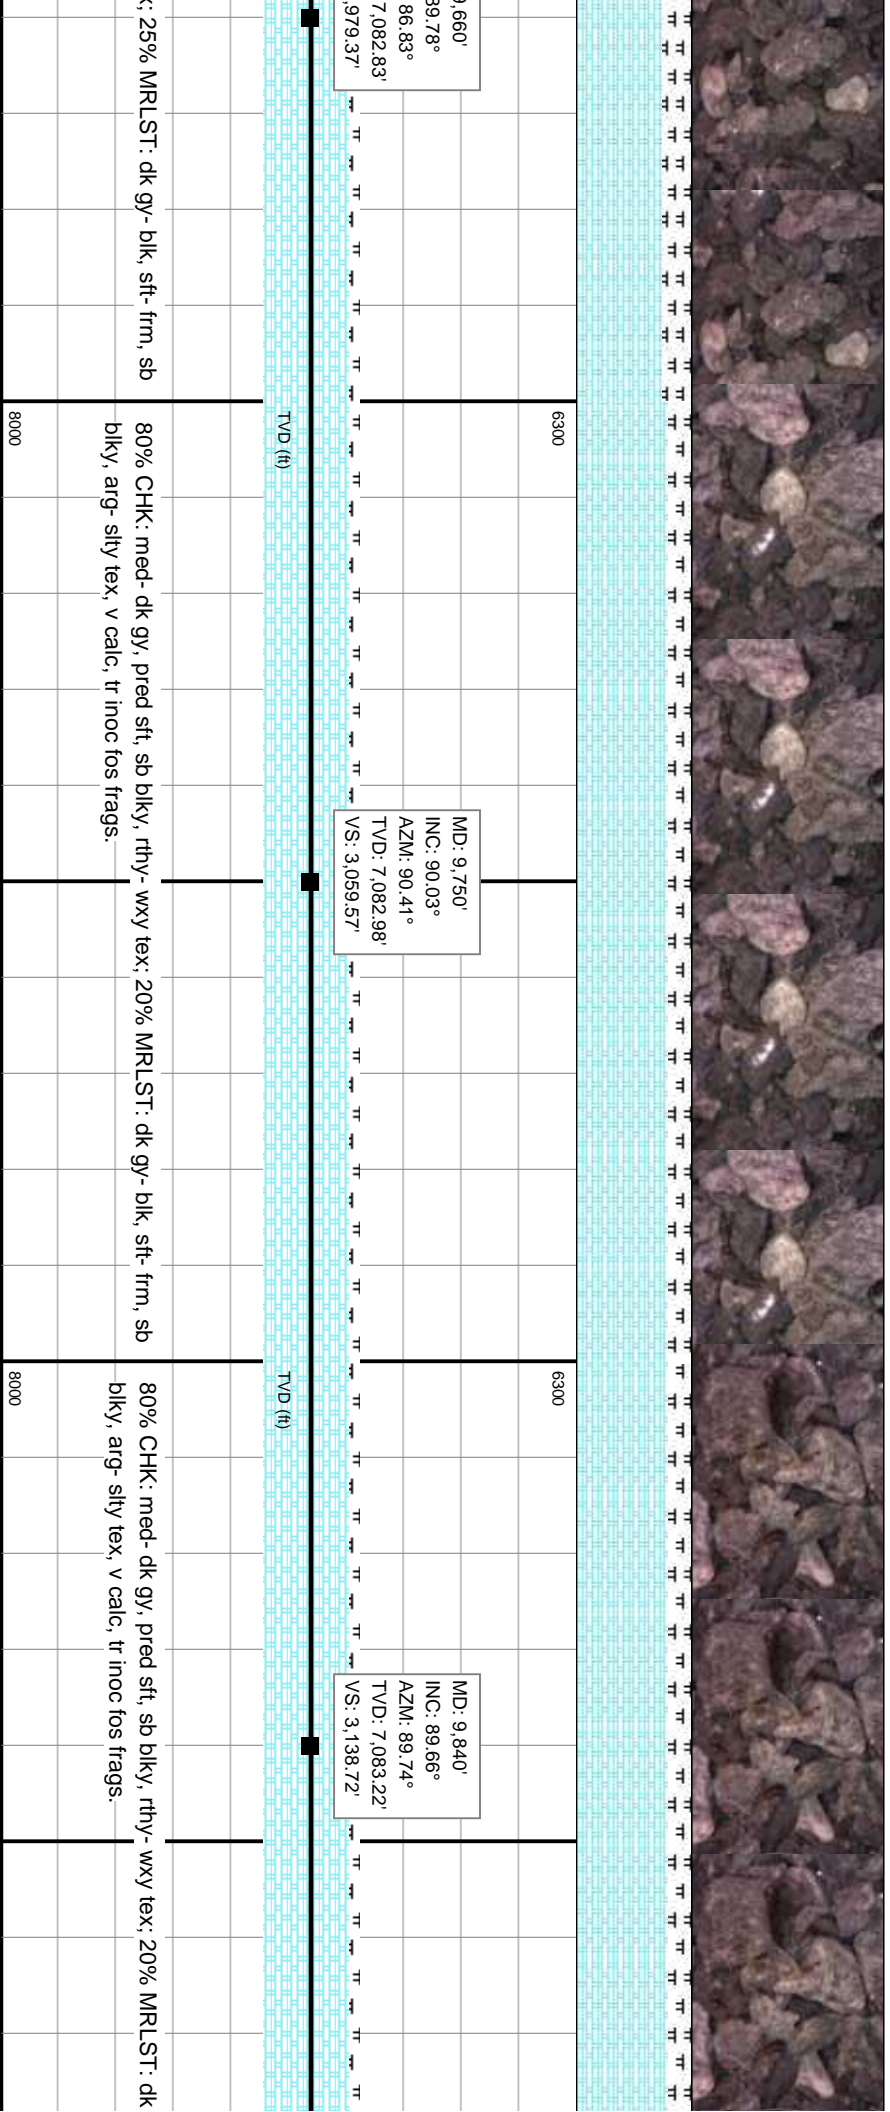 9,660'
89.78°
86.83°
7,082.83'
,979.37'
x; 25% MRLST: dk gy- blk, sft- frm, sb
6300
TVD (ft)
8000
80% CHK: med- dk gy, pred sft, sb blky, rthy- wxy tex; 20% MRLST: dk gy- blk, sft- frm, sb
blky, arg- slty tex, v calc, tr inoc fos frags.
MD: 9,750'
INC: 90.03°
AZM: 90.41°
TVD: 7,082.98'
VS: 3,059.57'
6300
TVD (ft)
8000
80% CHK: med- dk gy, pred sft, sb blky, rthy- wxy tex; 20% MRLST: dk
blky, arg- slty tex, v calc, tr inoc fos frags.
MD: 9,840'
INC: 89.66°
AZM: 89.74°
TVD: 7,083.22'
VS: 3,138.72'